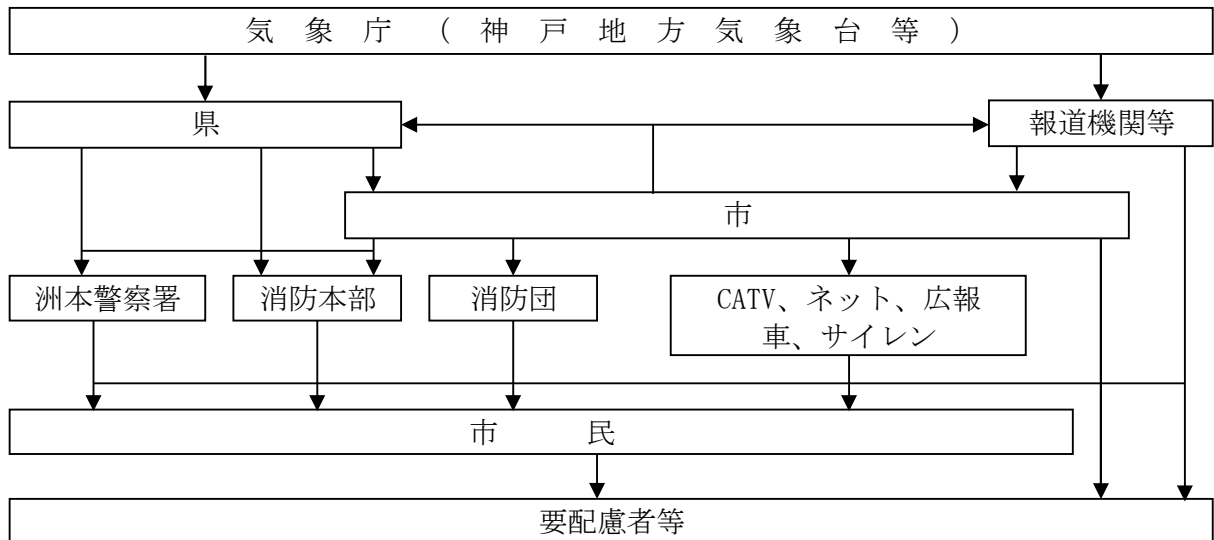 気象庁（神戸地方気象台等）
県
報道機関等
市
洲本警察署
消防本部
消防団
CATV、ネット、広報
車、サイレン
市民
要配慮者等